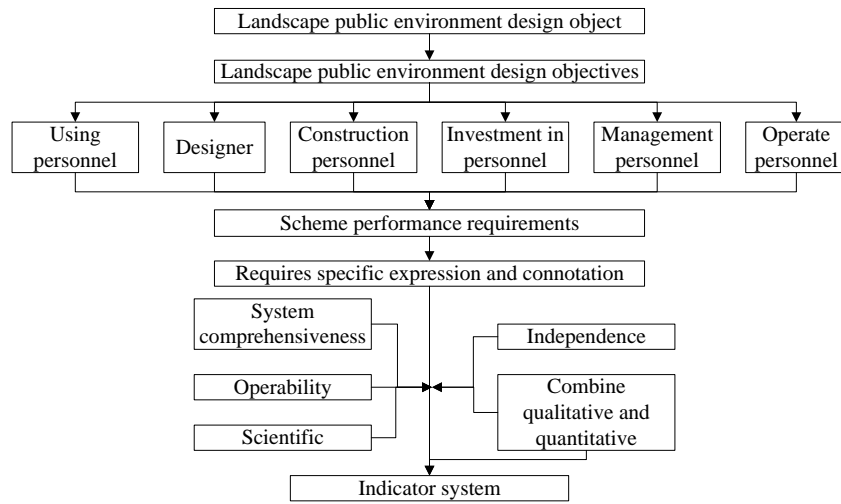 Landscape public environment design object
Landscape public environment design objectives
Using
personnel
Designer
Construction
personnel
Investment in
personnel
Management
personnel
Operate
personnel
Scheme performance requirements
Requires specific expression and connotation
System
comprehensiveness
Independence
Operability
Combine
qualitative and
quantitative
Scientific
Indicator system